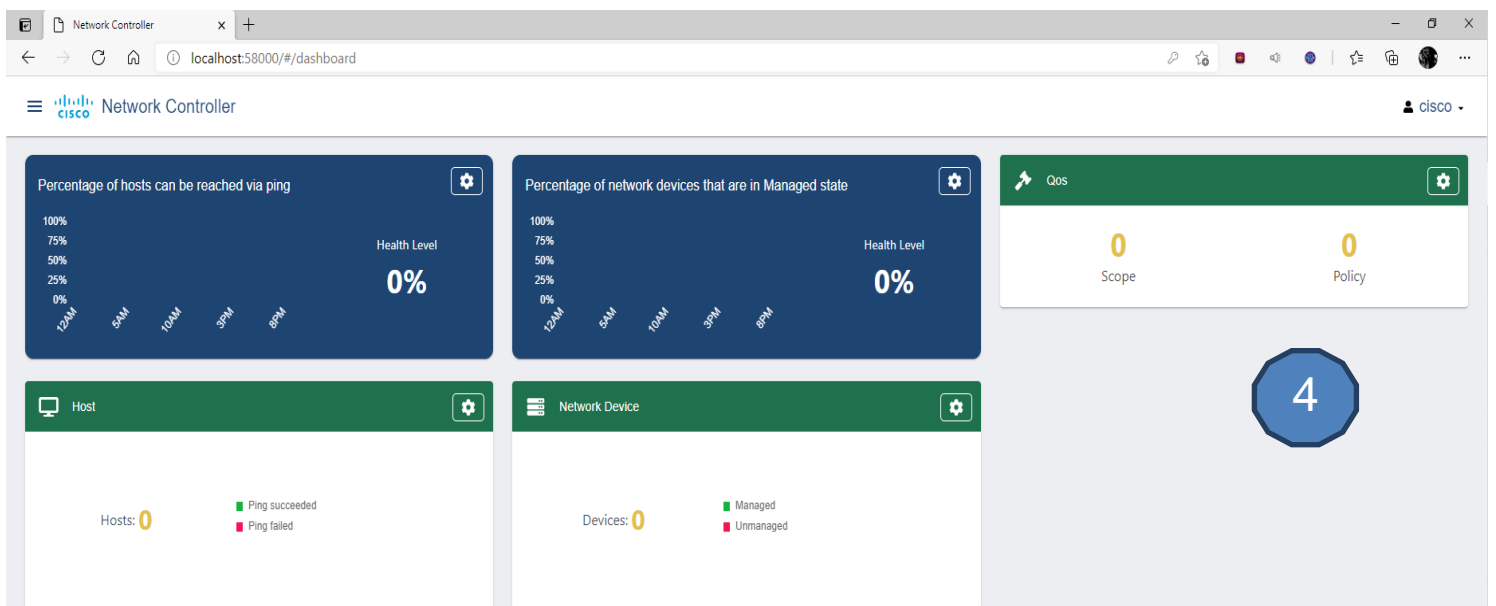 Network Controller
localhost:58000/#/dashboard
CISCO Network Controller
cisco
Percentage of hosts can be reached via ping
100%
75%
50%
25%
0%
12AM 5AM 10AM 3PM 8PM
Health Level
0%
Percentage of network devices that are in Managed state
100%
75%
50%
25%
0%
12AM 5AM 10AM 3PM 8PM
Health Level
0%
Qos
0 0
Scope Policy
4
Host
Hosts: 0
Ping succeeded
Ping failed
Network Device
Devices: 0
Managed
Unmanaged